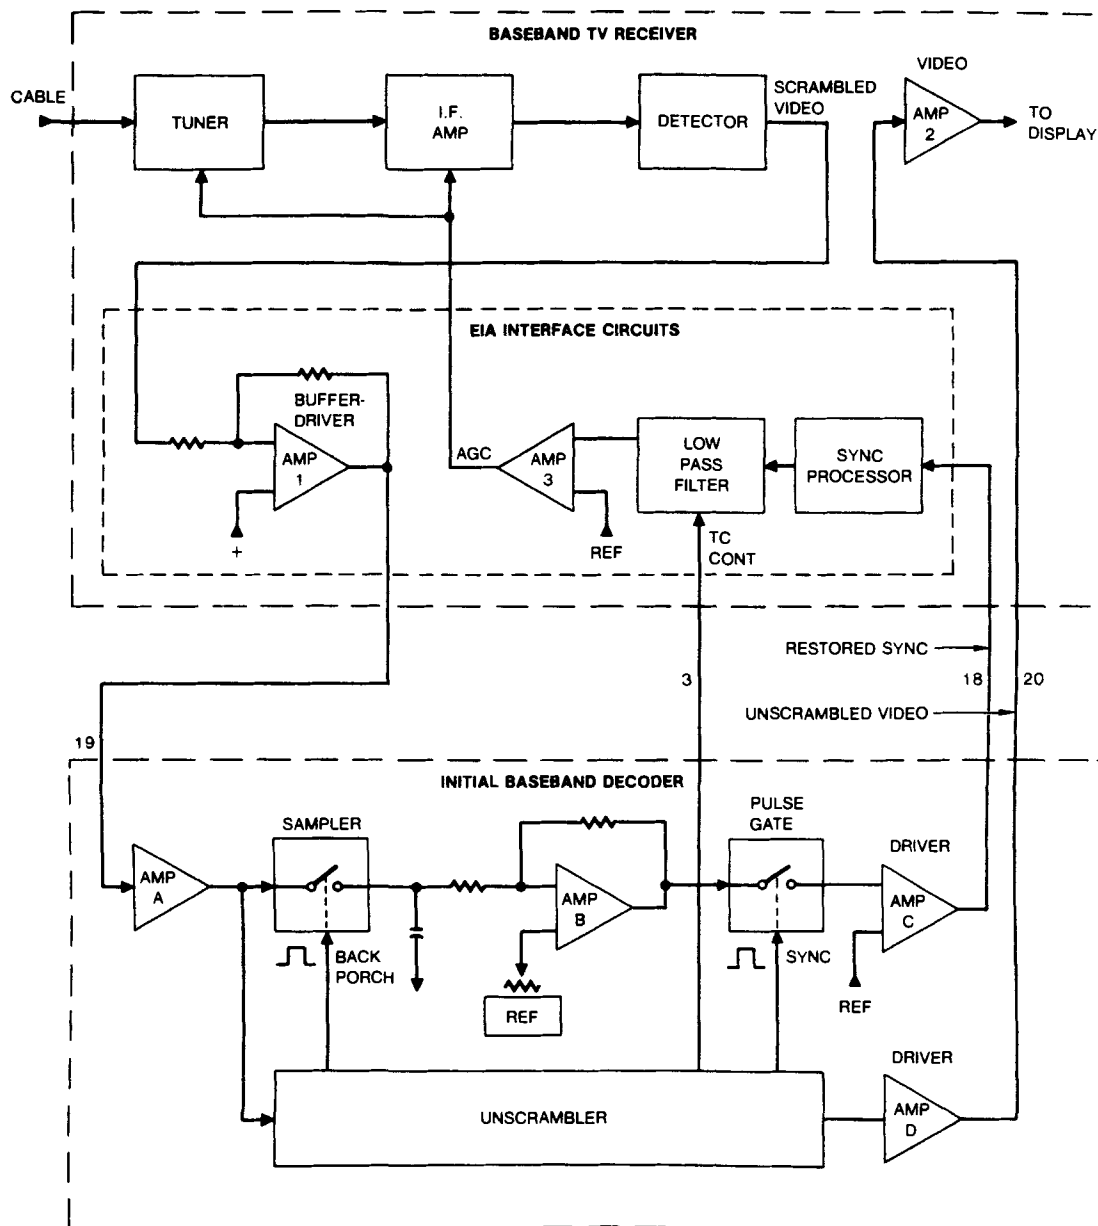 BASEBAND TV RECEIVER
CABLE
TUNER
I.F.
AMP
DETECTOR
SCRAMBLED
VIDEO
VIDEO
AMP
2
TO
DISPLAY
EIA INTERFACE CIRCUITS
BUFFER-
DRIVER
AMP
1
+
AGC
AMP
3
REF
LOW
PASS
FILTER
SYNC
PROCESSOR
TC
CONT
RESTORED SYNC
3
18
20
UNSCRAMBLED VIDEO
19
INITIAL BASEBAND DECODER
AMP
A
SAMPLER
BACK
PORCH
AMP
B
REF
PULSE
GATE
SYNC
DRIVER
AMP
C
REF
UNSCRAMBLER
DRIVER
AMP
D